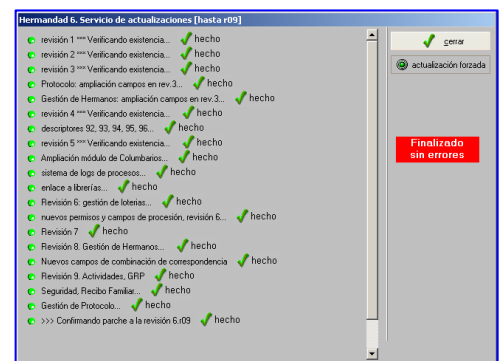 Hermandad 6. Servicio de actualizaciones [hasta r09]
revisión 1 *** Verificando existencia... hecho
revisión 2 *** Verificando existencia... hecho
revisión 3 *** Verificando existencia... hecho
Protocolo: ampliación campos en rev.3... hecho
Gestión de Hermanos: ampliación campos en rev.3... hecho
revisión 4 *** Verificando existencia... hecho
descriptores 92, 93, 94, 95, 96... hecho
revisión 5 *** Verificando existencia... hecho
Ampliación módulo de Columbarios... hecho
sistema de logs de procesos... hecho
enlace a librerías... hecho
Revisión 6: gestión de loterias... hecho
nuevos permisos y campos de procesión, revisión 6... hecho
Revisión 7 hecho
Revisión 8. Gestión de Hermanos... hecho
Nuevos campos de combinación de correspondencia hecho
Revisión 9. Actividades, GRP hecho
Seguridad, Recibo Familiar... hecho
Gestión de Protocolo... hecho
>>> Confirmando parche a la revisión 6.r09 hecho
cerrar
actualización forzada
Finalizado
sin errores